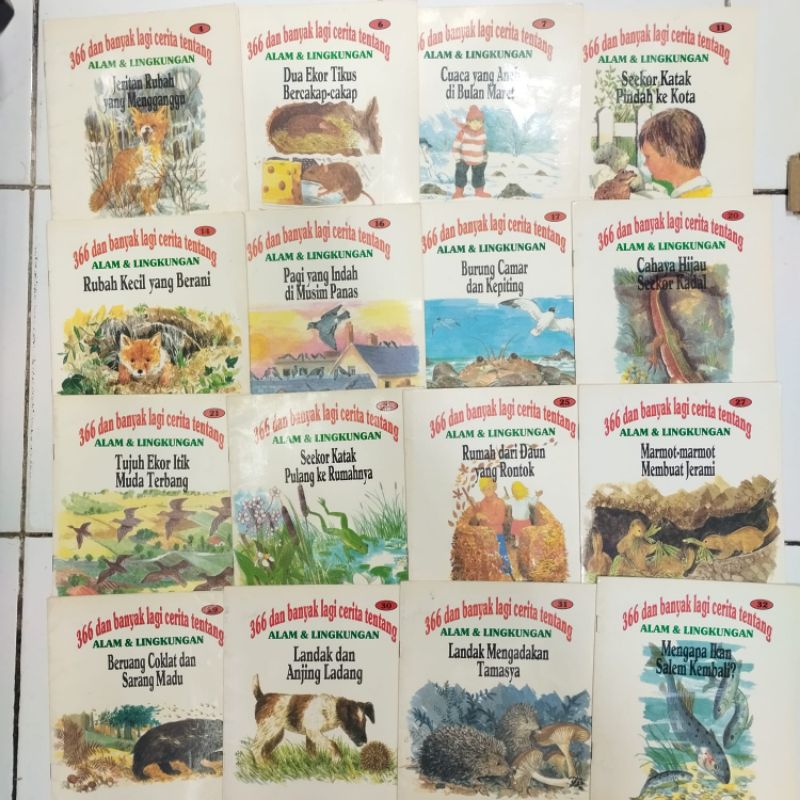 4
366 dan banyak lagi cerita tentang
ALAM & LINGKUNGAN
Jeritan Rubah
yang Mengganggu
6
366 dan banyak lagi cerita tentang
ALAM & LINGKUNGAN
Dua Ekor Tikus
Bercakap-cakap
7
366 dan banyak lagi cerita tentang
ALAM & LINGKUNGAN
Cuaca yang Aneh
di Bulan Maret
11
366 dan banyak lagi cerita tentang
ALAM & LINGKUNGAN
Seekor Katak
Pindah ke Kota
14
366 dan banyak lagi cerita tentang
ALAM & LINGKUNGAN
Rubah Kecil yang Berani
16
366 dan banyak lagi cerita tentang
ALAM & LINGKUNGAN
Pagi yang Indah
di Musim Panas
17
366 dan banyak lagi cerita tentang
ALAM & LINGKUNGAN
Burung Camar
dan Kepiting
20
366 dan banyak lagi cerita tentang
ALAM & LINGKUNGAN
Cahaya Hijau
Seekor Kadal
21
366 dan banyak lagi cerita tentang
ALAM & LINGKUNGAN
Tujuh Ekor Itik
Muda Terbang
366 dan banyak lagi cerita tentang
ALAM & LINGKUNGAN
Seekor Katak
Pulang ke Rumahnya
25
366 dan banyak lagi cerita tentang
ALAM & LINGKUNGAN
Rumah dari Daun
yang Rontok
27
366 dan banyak lagi cerita tentang
ALAM & LINGKUNGAN
Marmot-marmot
Membuat Jerami
366 dan banyak lagi cerita tentang
ALAM & LINGKUNGAN
Beruang Coklat dan
Sarang Madu
30
366 dan banyak lagi cerita tentang
ALAM & LINGKUNGAN
Landak dan
Anjing Ladang
31
366 dan banyak lagi cerita tentang
ALAM & LINGKUNGAN
Landak Mengadakan
Tamasya
32
366 dan banyak lagi cerita tentang
ALAM & LINGKUNGAN
Mengapa Ikan
Salem Kembali?